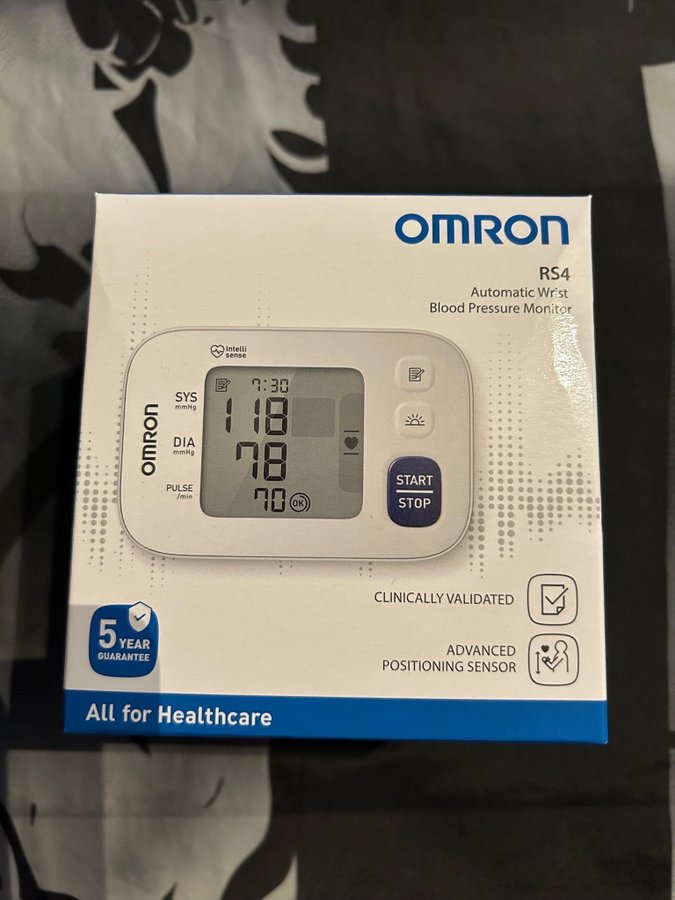 OMRON
RS4
Automatic Wrist
Blood Pressure Monitor
Intelli
sense
7:30
SYS
mmHg
118
OMRON
DIA
mmHg
78
PULSE
/min
70 OK
START
STOP
CLINICALLY VALIDATED
ADVANCED
POSITIONING SENSOR
5 YEAR
GUARANTEE
All for Healthcare